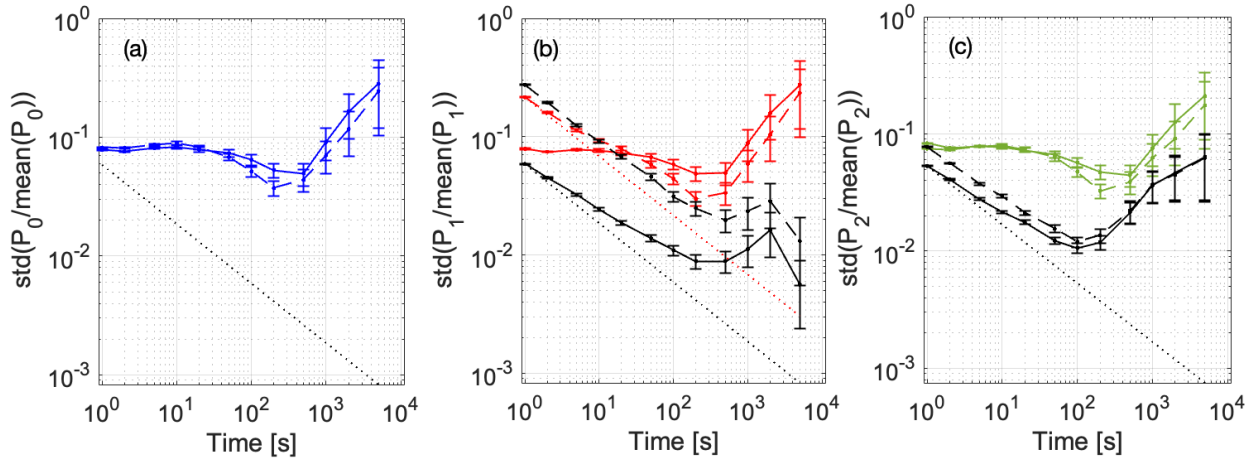 (a)
std(P_0/mean(P_0))
10^0
10^-1
10^-2
10^-3
10^0 10^1 10^2 10^3 10^4
Time [s]
(b)
std(P_1/mean(P_1))
10^0
10^-1
10^-2
10^-3
10^0 10^1 10^2 10^3 10^4
Time [s]
(c)
std(P_2/mean(P_2))
10^0
10^-1
10^-2
10^-3
10^0 10^1 10^2 10^3 10^4
Time [s]